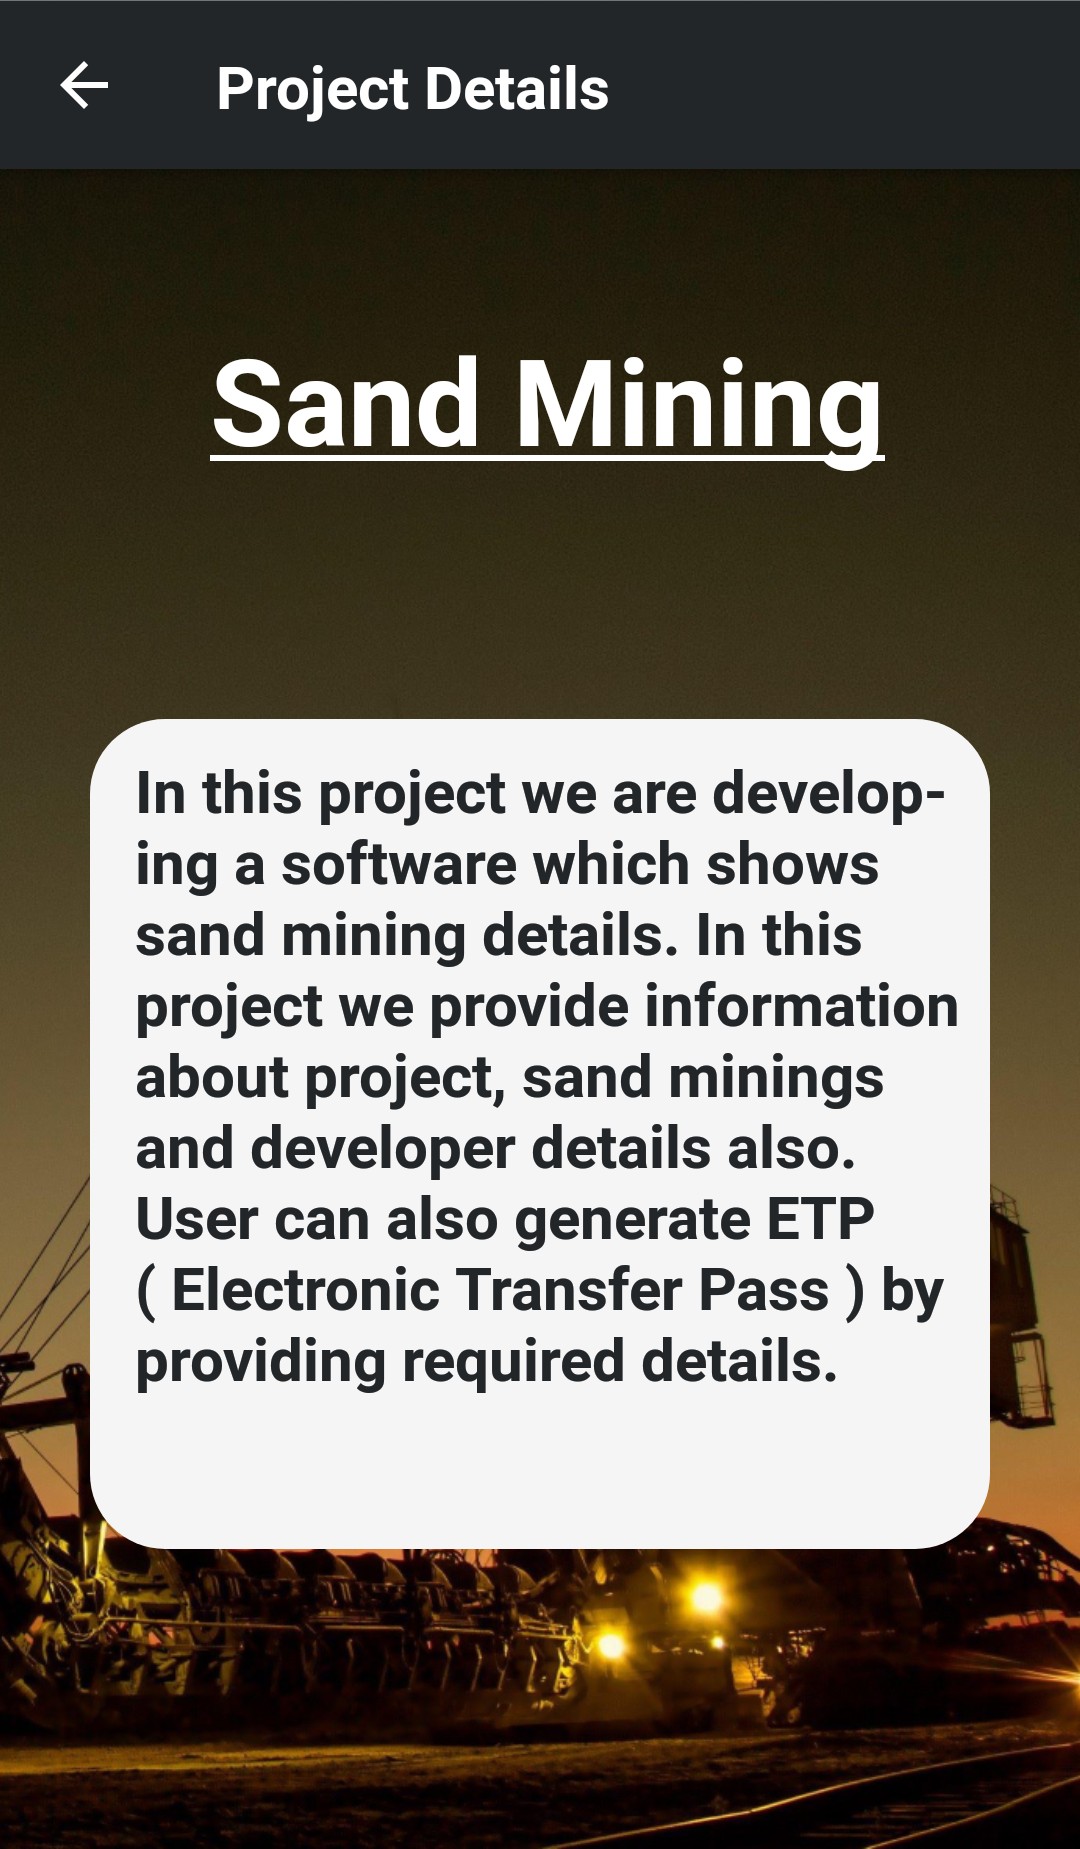 Project Details
Sand Mining
In this project we are develop-
ing a software which shows
sand mining details. In this
project we provide information
about project, sand minings
and developer details also.
User can also generate ETP
( Electronic Transfer Pass ) by
providing required details.